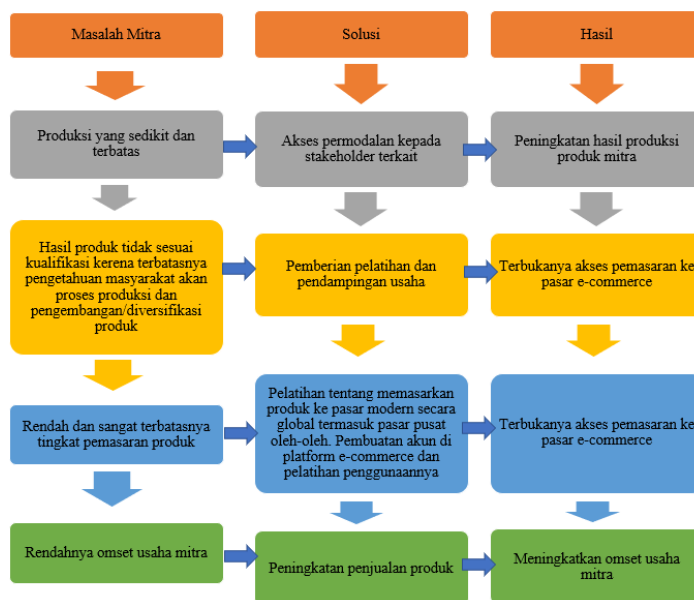 Masalah Mitra
Solusi
Hasil
Produksi yang sedikit dan
terbatas
Akses permodalan kepada
stakeholder terkait
Peningkatan hasil produksi
produk mitra
Hasil produk tidak sesuai
kualifikasi kerena terbatasnya
pengetahuan masyarakat akan
proses produksi dan
pengembangan/diversifikasi
produk
Pemberian pelatihan dan
pendampingan usaha
Terbukanya akses pemasaran ke
pasar e-commerce
Rendah dan sangat terbatasnya
tingkat pemasaran produk
Pelatihan tentang memasarkan
produk ke pasar modern secara
global termasuk pasar pusat
oleh-oleh. Pembuatan akun di
platform e-commerce dan
pelatihan penggunaannya
Terbukanya akses pemasaran ke
pasar e-commerce
Rendahnya omset usaha mitra
Peningkatan penjualan produk
Meningkatkan omset usaha
mitra